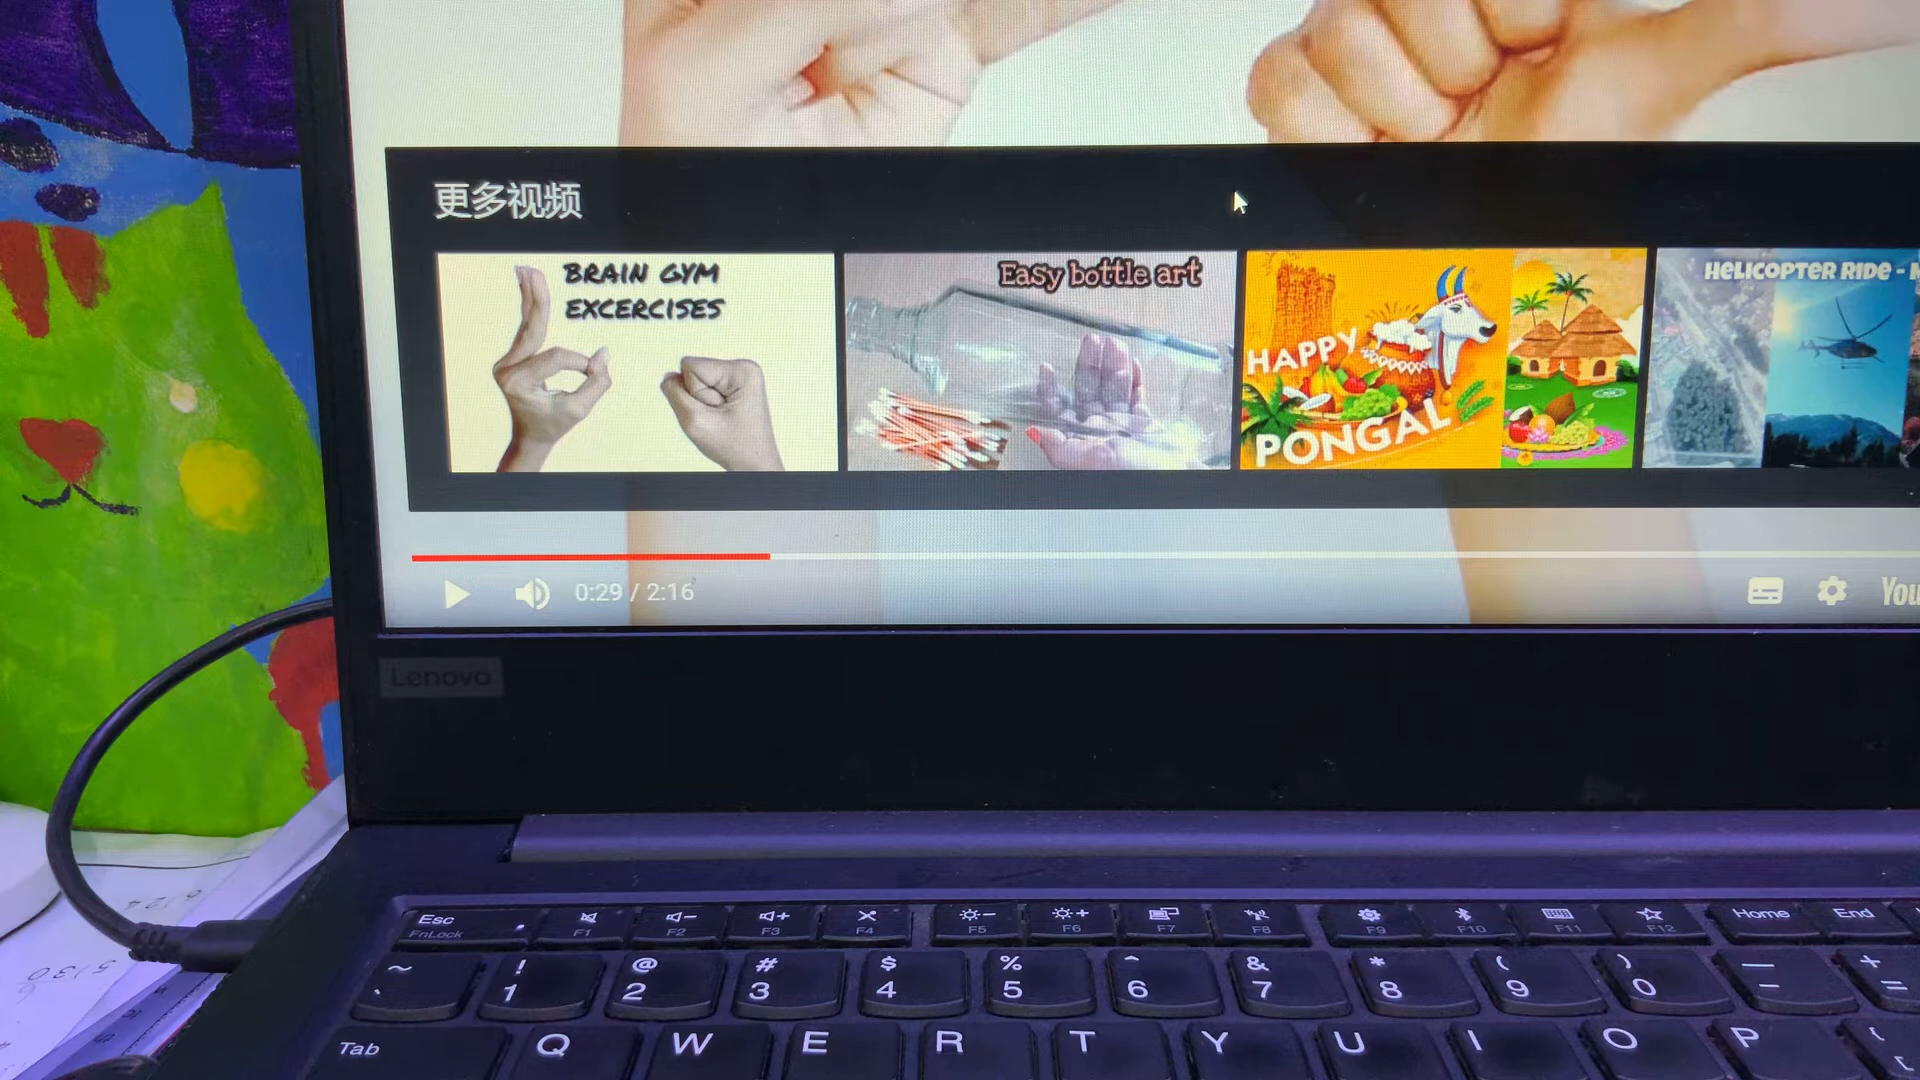 更多视频
BRAIN GYM
EXCERCISES
Easy bottle art
HAPPY
PONGAL
HELICOPTER RIDE -
0:29 / 2:16
You
Lenovo
Esc
FnLock
F1
F2
F3
F4
F5
F6
F7
F8
F9
F10
F11
F12
Home
End
~
`
!
1
@
2
#
3
$
4
%
5
^
6
&
7
*
8
(
9
)
0
—
-
+
=
Tab
Q
W
E
R
T
Y
U
I
O
P
{
[